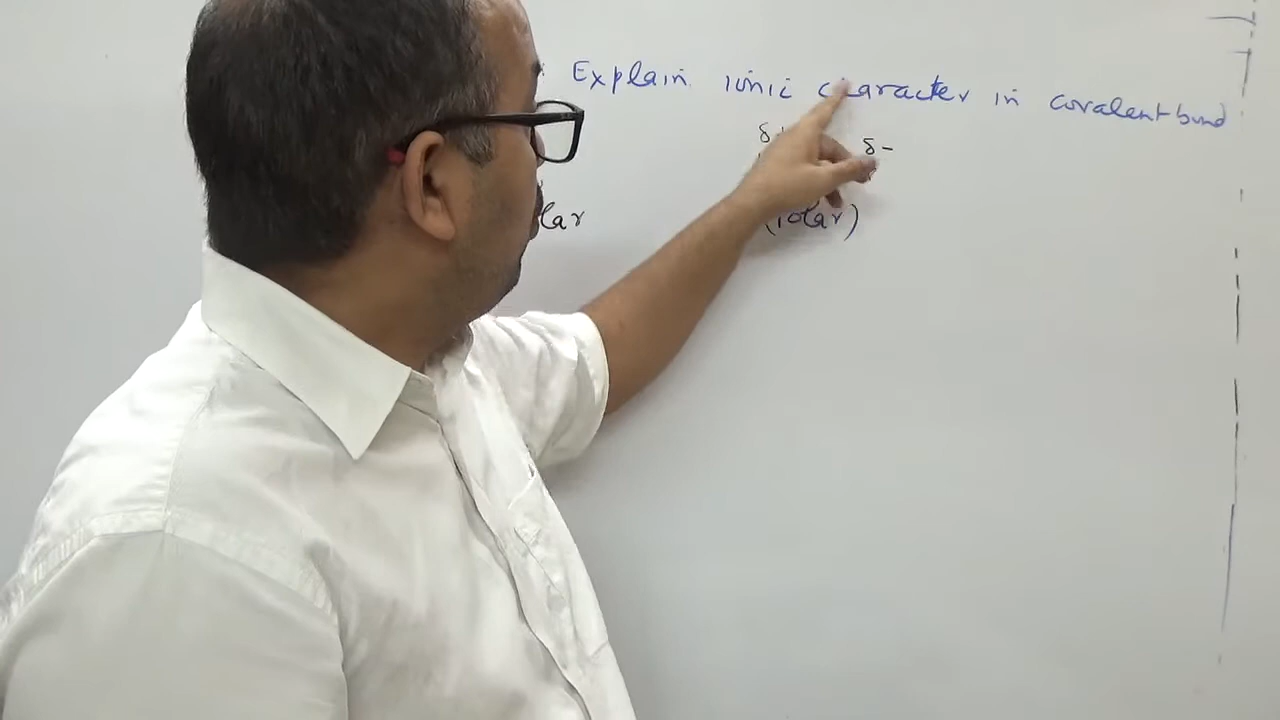 Explain ionic character in covalent bond
δ+ δ-
lar (Polar)